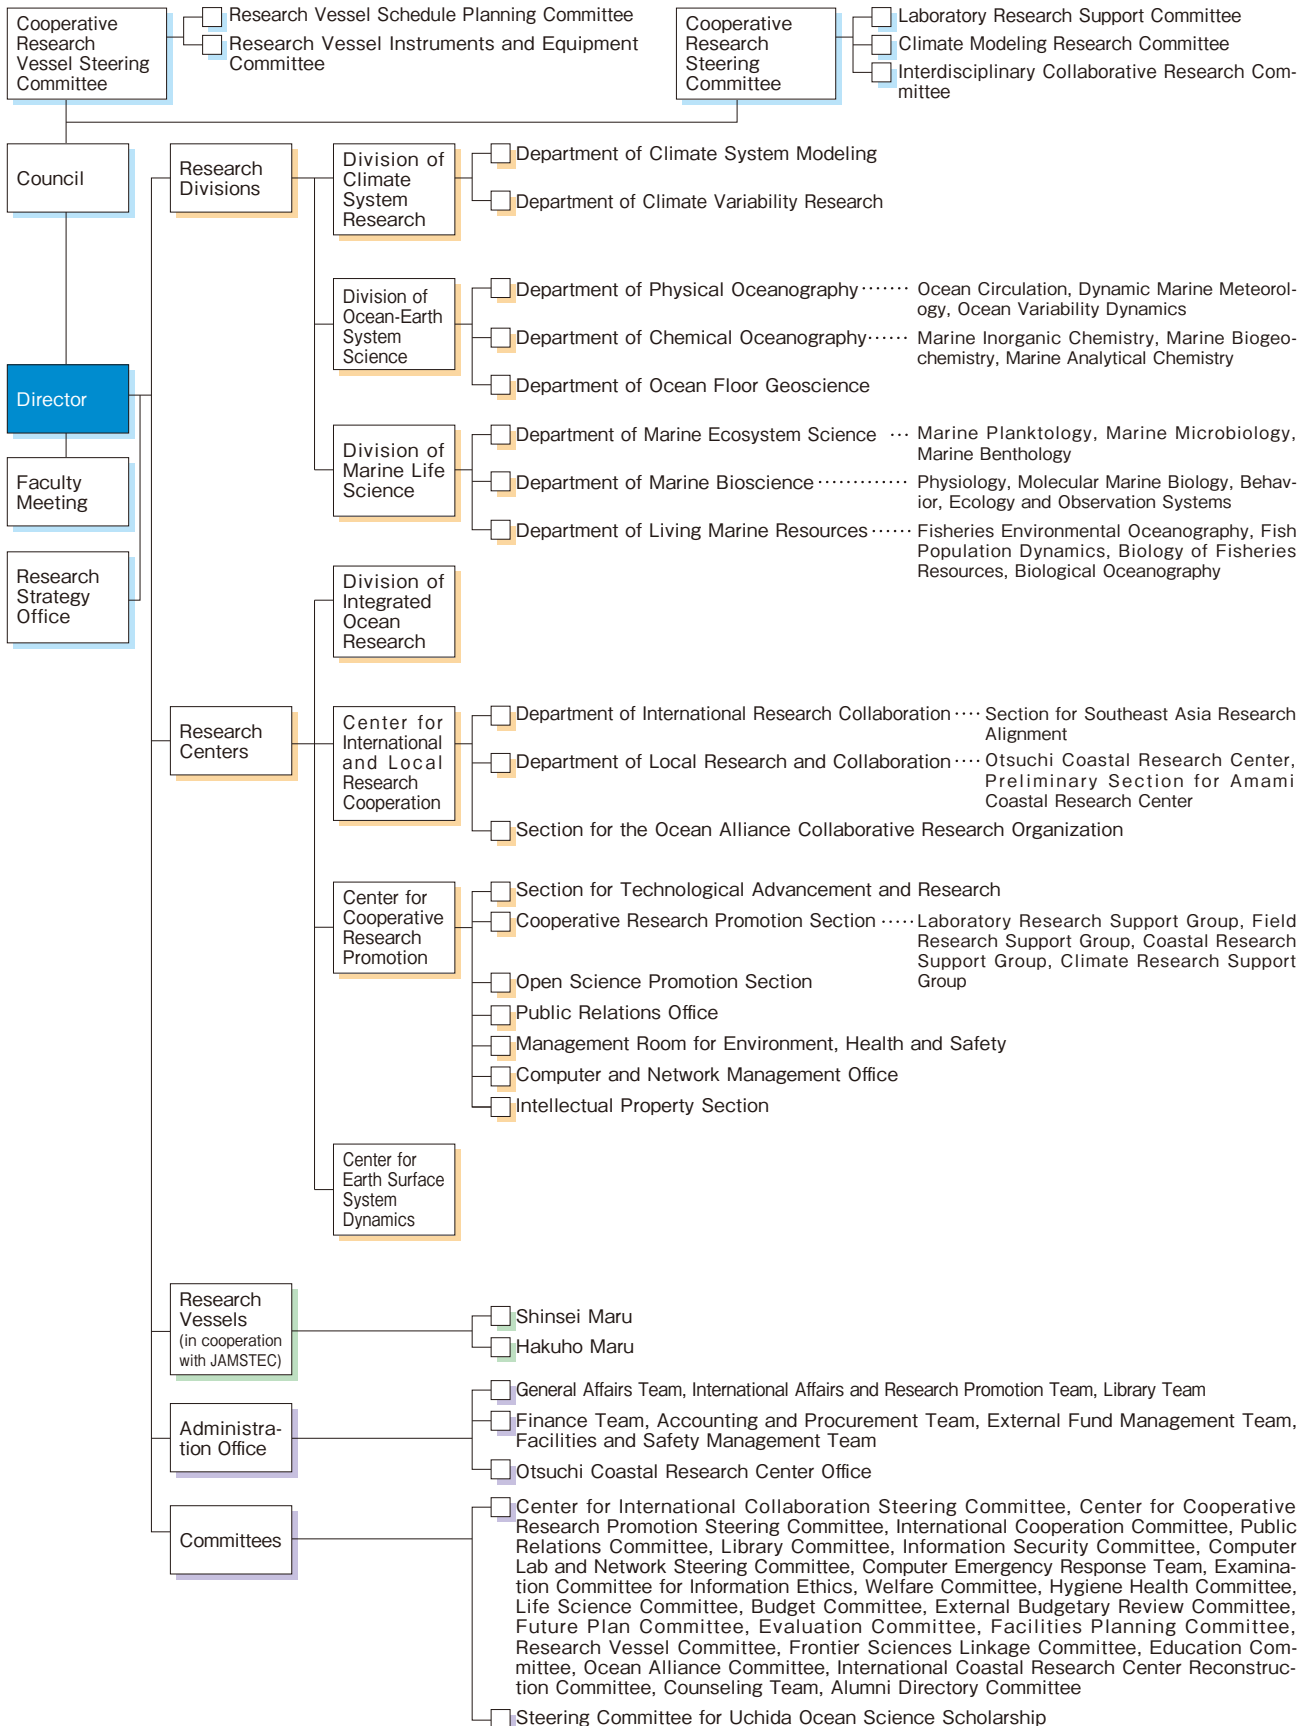 Cooperative
Research
Vessel Steering
Committee
Research Vessel Schedule Planning Committee
Research Vessel Instruments and Equipment
Committee
Cooperative
Research
Steering
Committee
Laboratory Research Support Committee
Climate Modeling Research Committee
Interdisciplinary Collaborative Research Com-
mittee
Council
Director
Faculty
Meeting
Research
Strategy
Office
Research
Divisions
Division of
Climate
System
Research
Department of Climate System Modeling
Department of Climate Variability Research
Division of
Ocean-Earth
System
Science
Department of Physical Oceanography ······· Ocean Circulation, Dynamic Marine Meteorol-
ogy, Ocean Variability Dynamics
Department of Chemical Oceanography ······ Marine Inorganic Chemistry, Marine Biogeo-
chemistry, Marine Analytical Chemistry
Department of Ocean Floor Geoscience
Division of
Marine Life
Science
Department of Marine Ecosystem Science ··· Marine Planktology, Marine Microbiology,
Marine Benthology
Department of Marine Bioscience ············· Physiology, Molecular Marine Biology, Behav-
ior, Ecology and Observation Systems
Department of Living Marine Resources ······ Fisheries Environmental Oceanography, Fish
Population Dynamics, Biology of Fisheries
Resources, Biological Oceanography
Research
Centers
Division of
Integrated
Ocean
Research
Center for
International
and Local
Research
Cooperation
Department of International Research Collaboration ···· Section for Southeast Asia Research
Alignment
Department of Local Research and Collaboration ···· Otsuchi Coastal Research Center,
Preliminary Section for Amami
Coastal Research Center
Section for the Ocean Alliance Collaborative Research Organization
Center for
Cooperative
Research
Promotion
Section for Technological Advancement and Research
Cooperative Research Promotion Section ····· Laboratory Research Support Group, Field
Research Support Group, Coastal Research
Support Group, Climate Research Support
Group
Open Science Promotion Section
Public Relations Office
Management Room for Environment, Health and Safety
Computer and Network Management Office
Intellectual Property Section
Center for
Earth Surface
System
Dynamics
Research
Vessels
(in cooperation
with JAMSTEC)
Shinsei Maru
Hakuho Maru
Administra-
tion Office
General Affairs Team, International Affairs and Research Promotion Team, Library Team
Finance Team, Accounting and Procurement Team, External Fund Management Team,
Facilities and Safety Management Team
Otsuchi Coastal Research Center Office
Committees
Center for International Collaboration Steering Committee, Center for Cooperative
Research Promotion Steering Committee, International Cooperation Committee, Public
Relations Committee, Library Committee, Information Security Committee, Computer
Lab and Network Steering Committee, Computer Emergency Response Team, Examina-
tion Committee for Information Ethics, Welfare Committee, Hygiene Health Committee,
Life Science Committee, Budget Committee, External Budgetary Review Committee,
Future Plan Committee, Evaluation Committee, Facilities Planning Committee,
Research Vessel Committee, Frontier Sciences Linkage Committee, Education Com-
mittee, Ocean Alliance Committee, International Coastal Research Center Reconstruc-
tion Committee, Counseling Team, Alumni Directory Committee
Steering Committee for Uchida Ocean Science Scholarship